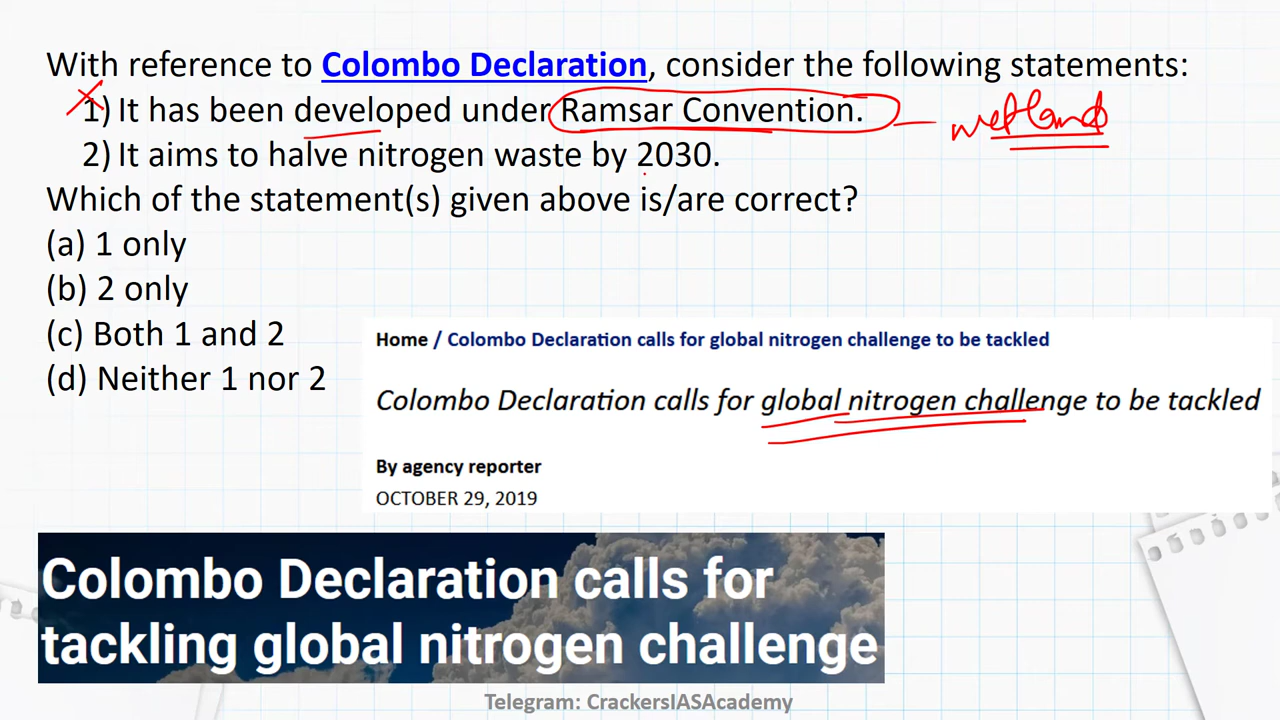 With reference to Colombo Declaration, consider the following statements:
1) It has been developed under Ramsar Convention.
wetland
2) It aims to halve nitrogen waste by 2030.
Which of the statement(s) given above is/are correct?
(a) 1 only
(b) 2 only
(c) Both 1 and 2
(d) Neither 1 nor 2
Home / Colombo Declaration calls for global nitrogen challenge to be tackled
Colombo Declaration calls for global nitrogen challenge to be tackled
By agency reporter
OCTOBER 29, 2019
Colombo Declaration calls for
tackling global nitrogen challenge
Telegram: CrackersIASAcademy